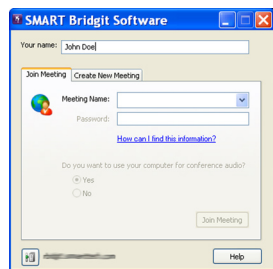 SMART Bridgit Software
Your name: John Doe
Join Meeting Create New Meeting
Meeting Name:
Password:
How can I find this information?
Do you want to use your computer for conference audio?
Yes
No
Join Meeting
Help